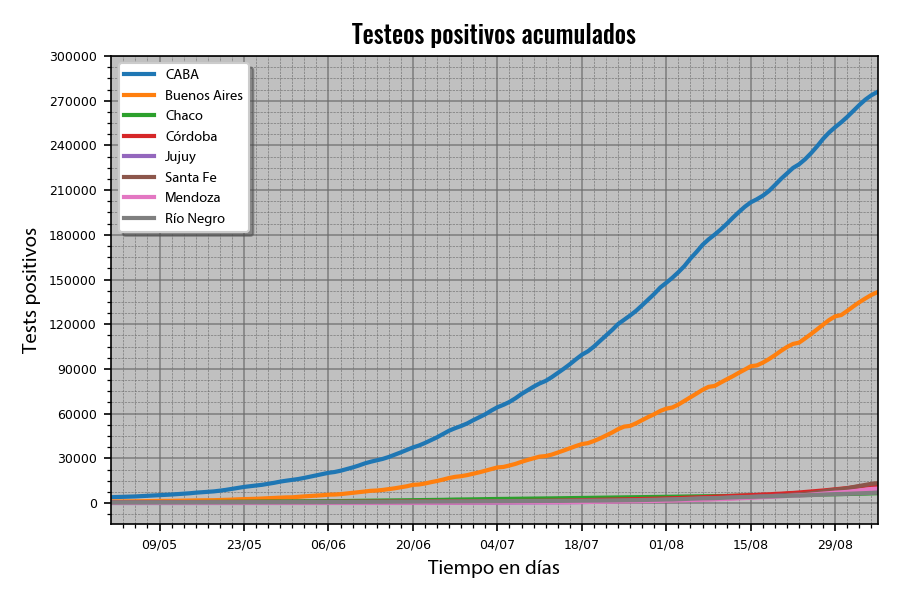 Testeos positivos acumulados
300000
270000
240000
210000
180000
150000
120000
90000
60000
30000
0
Tests positivos
CABA
Buenos Aires
Chaco
Córdoba
Jujuy
Santa Fe
Mendoza
Río Negro
09/05 23/05 06/06 20/06 04/07 18/07 01/08 15/08 29/08
Tiempo en días